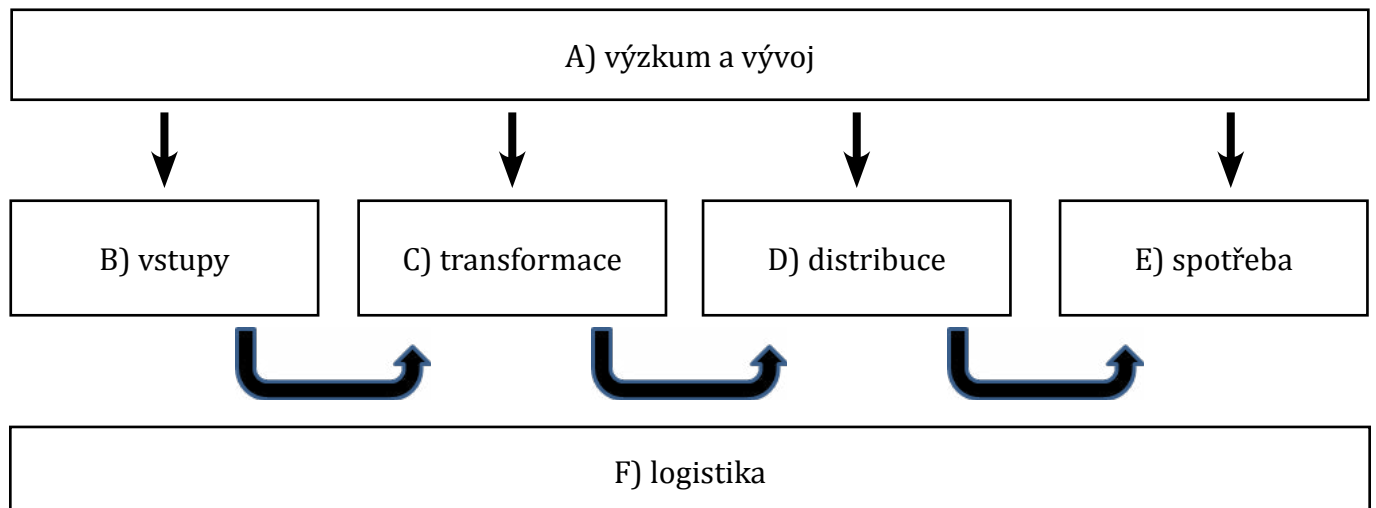 A) výzkum a vývoj
B) vstupy
C) transformace
D) distribuce
E) spotřeba
F) logistika